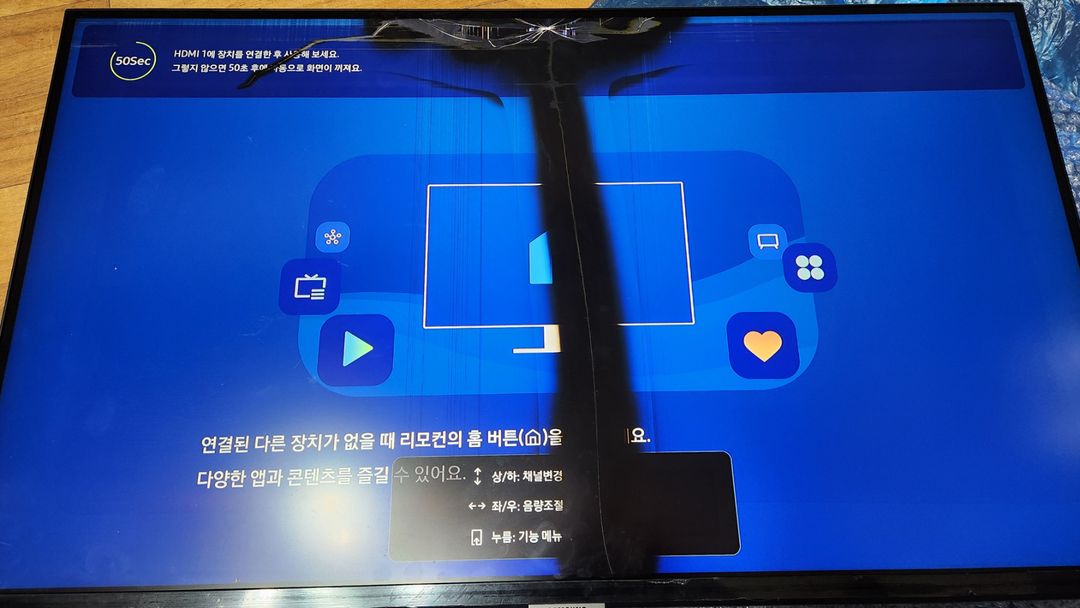 50Sec
HDMI 1에 장치를 연결한 후 사용해 보세요.
그렇지 않으면 50초 후에 자동으로 화면이 꺼져요.
연결된 다른 장치가 없을 때 리모컨의 홈 버튼()을 요.
다양한 앱과 콘텐츠를 즐길 수 있어요.
상/하: 채널변경
좌/우: 음량조절
누름: 기능 메뉴